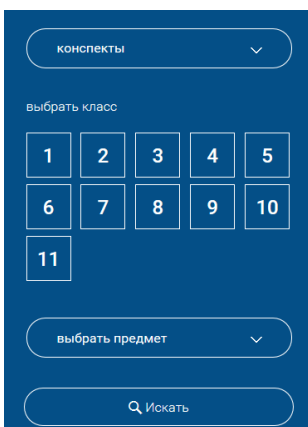 конспекты
выбрать класс
1 2 3 4 5
6 7 8 9 10
11
выбрать предмет
Искать